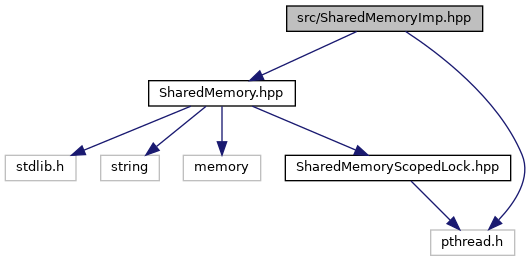 src/SharedMemoryImp.hpp
SharedMemory.hpp
stdlib.h
string
memory
SharedMemoryScopedLock.hpp
pthread.h